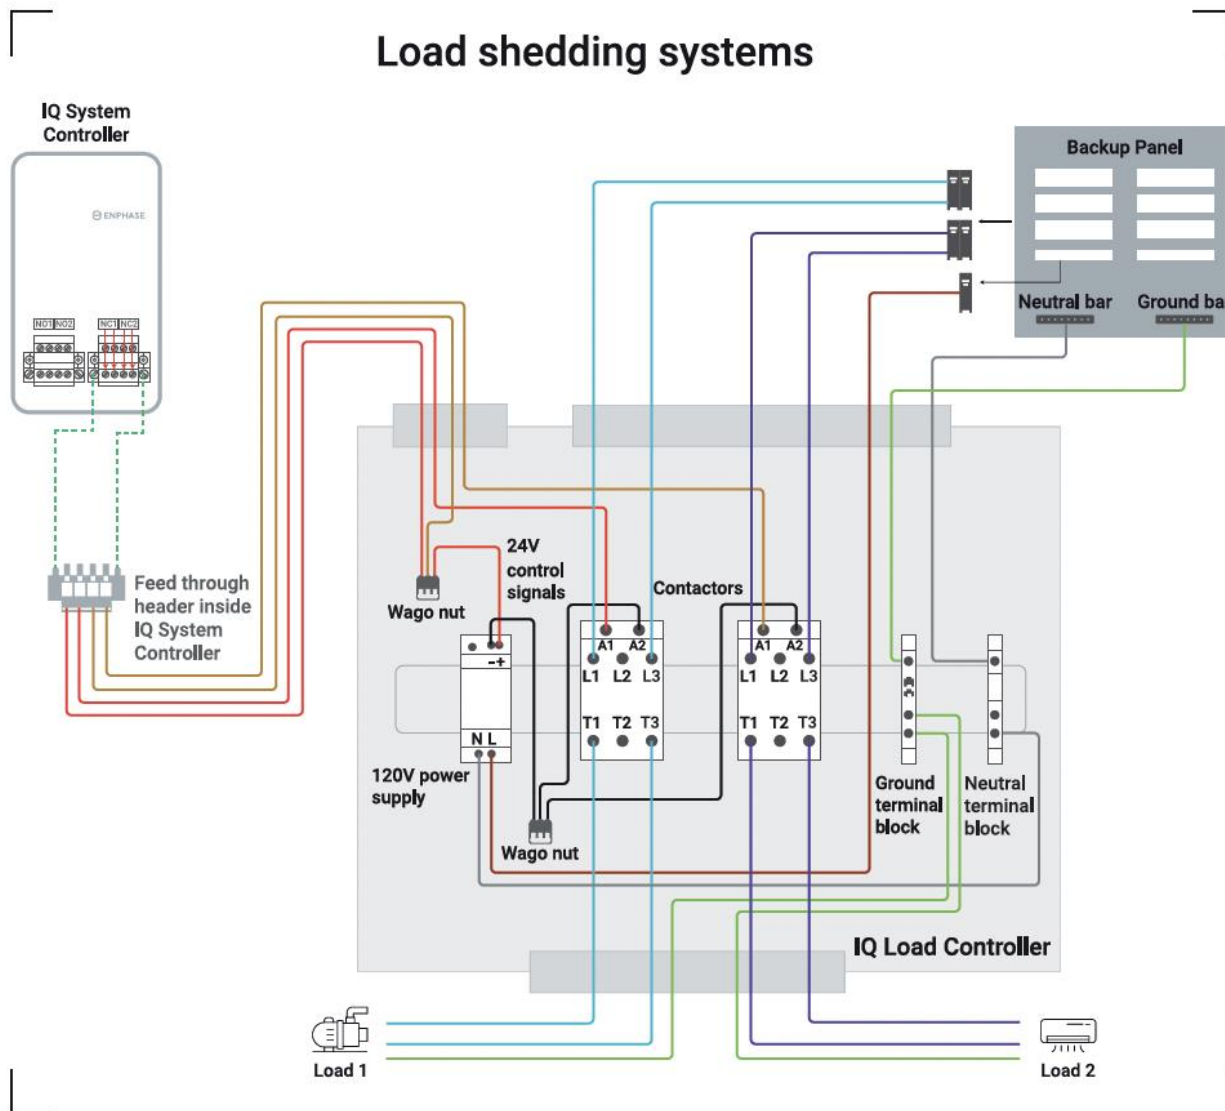 Load shedding systems
IQ System
Controller
ENPHASE
NO1 NO2
NC1 NC2
Backup Panel
Neutral bar
Ground ba
Feed through
header inside
IQ System
Controller
24V
control
signals
Wago nut
Contactors
A1 A2
L1 L2 L3
T1 T2 T3
A1 A2
L1 L2 L3
T1 T2 T3
-+
N L
120V power
supply
Wago nut
Ground
terminal
block
Neutral
terminal
block
IQ Load Controller
Load 1
Load 2